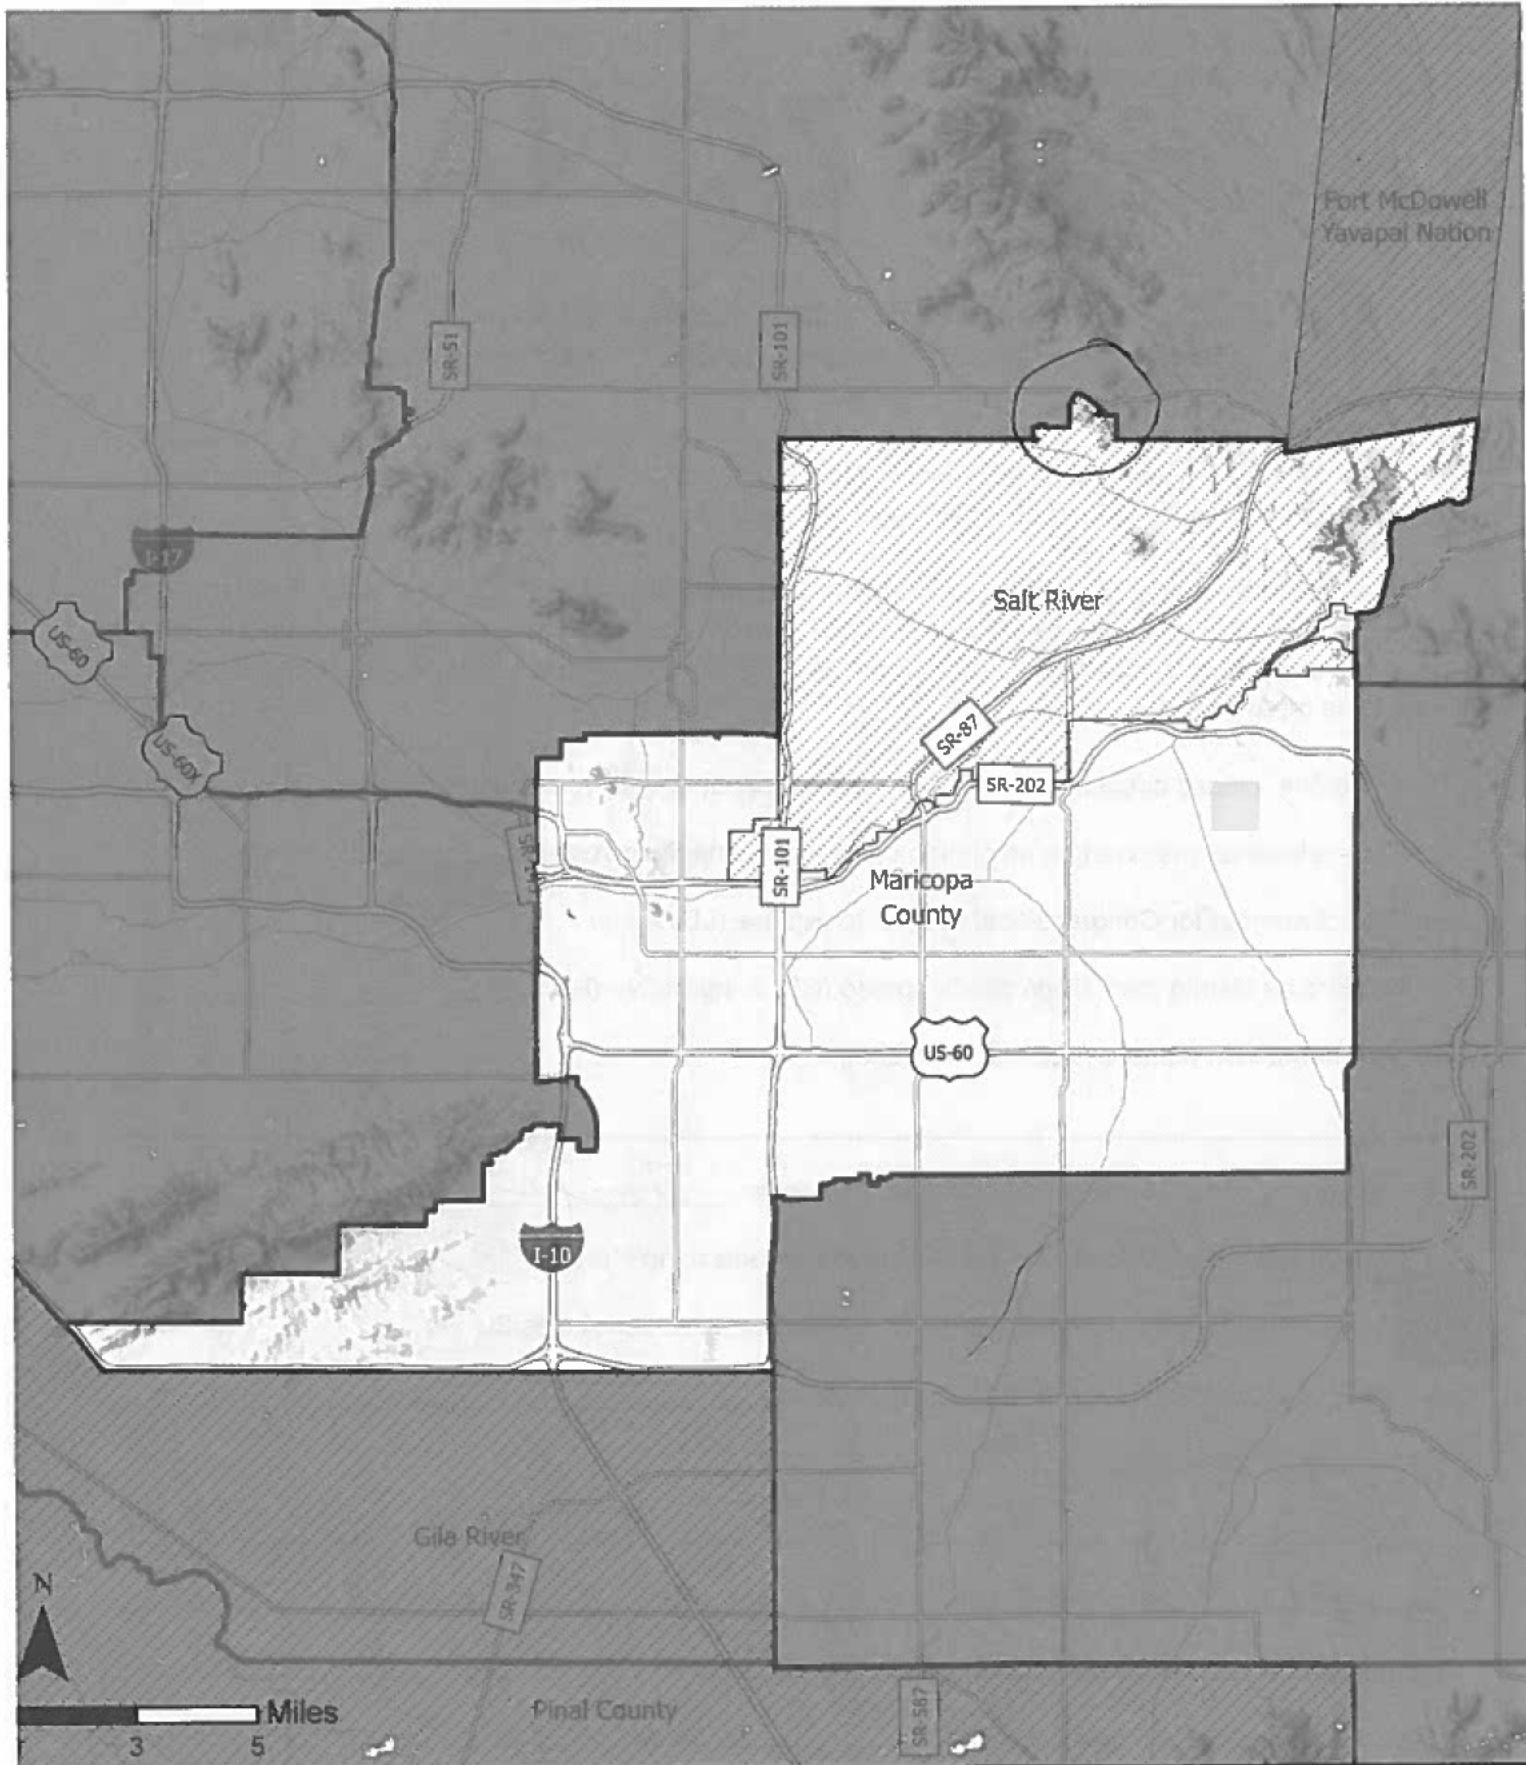 Fort McDowell
Yavapai Nation
SR-51
SR-101
I-17
US-60
Salt River
US-60X
SR-87
SR-202
SR-101
Maricopa
County
US-60
SR-202
I-10
Gila River
SR-347
N
Miles
3 5
Pinal County
SR-587